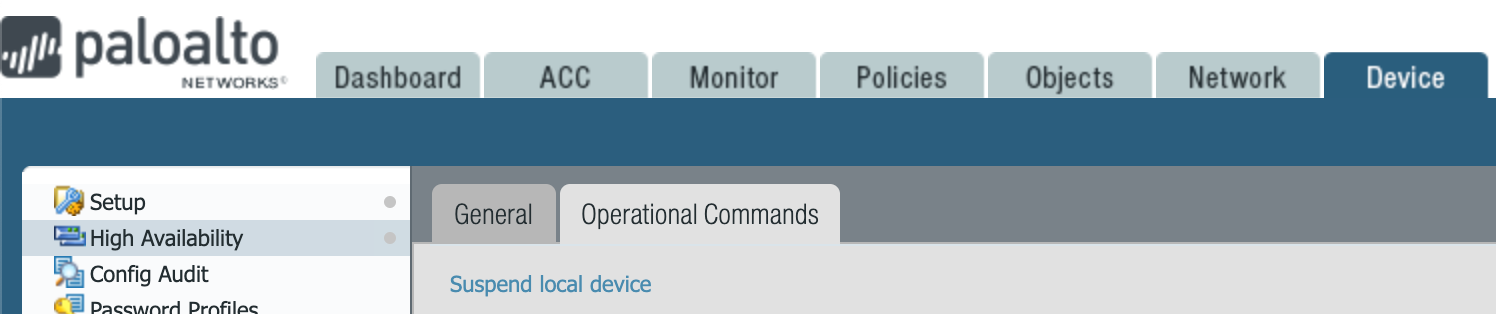 paloalto
NETWORKS®
Dashboard ACC Monitor Policies Objects Network Device
Setup
High Availability
Config Audit
Password Profiles
General Operational Commands
Suspend local device